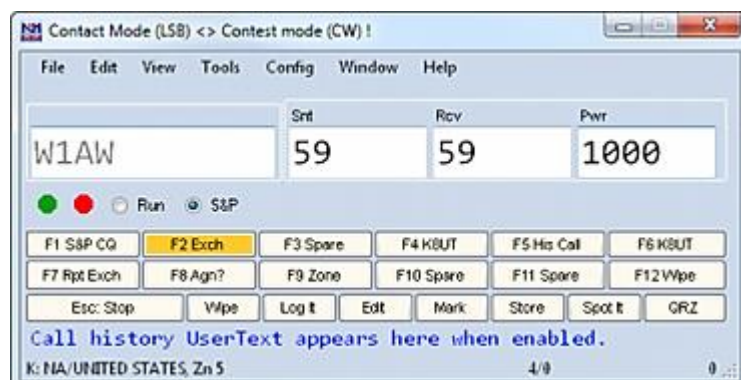 Contact Mode (LSB) <> Contest mode (CW) !
File Edit View Tools Config Window Help
Snt Rcv Pwr
W1AW 59 59 1000
Run S&P
F1 S&P CQ F2 Exch F3 Spare F4 K8UT F5 His Call F6 K8UT
F7 Rpt Exch F8 Agn? F9 Zone F10 Spare F11 Spare F12 Wipe
Esc: Stop Wipe Log It Edit Mark Store Spot It QRZ
Call history UserText appears here when enabled.
K: NA/UNITED STATES, Zn 5 4/0 0